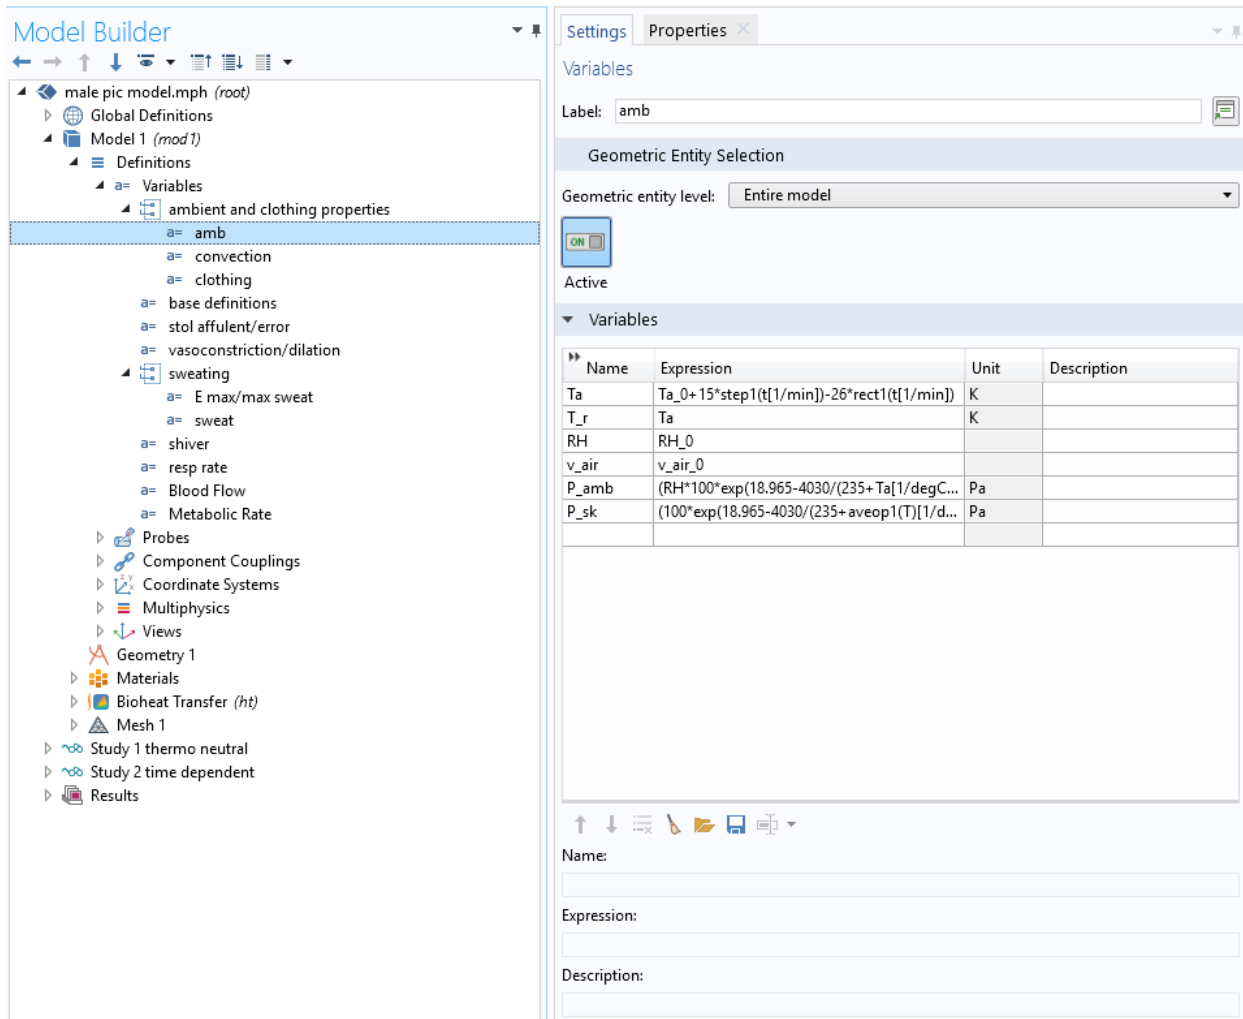 Model Builder
male pic model.mph (root)
Global Definitions
Model 1 (mod1)
Definitions
a= Variables
ambient and clothing properties
a= amb
a= convection
a= clothing
a= base definitions
a= stol affulent/error
a= vasoconstriction/dilation
sweating
a= E max/max sweat
a= sweat
a= shiver
a= resp rate
a= Blood Flow
a= Metabolic Rate
Probes
Component Couplings
Coordinate Systems
Multiphysics
Views
Geometry 1
Materials
Bioheat Transfer (ht)
Mesh 1
Study 1 thermo neutral
Study 2 time dependent
Results
Settings Properties
Variables
Label: amb
Geometric Entity Selection
Geometric entity level: Entire model
ON
Active
Variables
Name Expression Unit Description
Ta Ta_0+15*step1(t[1/min])-26*rect1(t[1/min]) K
T_r Ta K
RH RH_0
v_air v_air_0
P_amb (RH*100*exp(18.965-4030/(235+Ta[1/degC... Pa
P_sk (100*exp(18.965-4030/(235+aveop1(T)[1/d... Pa
Name:
Expression:
Description: